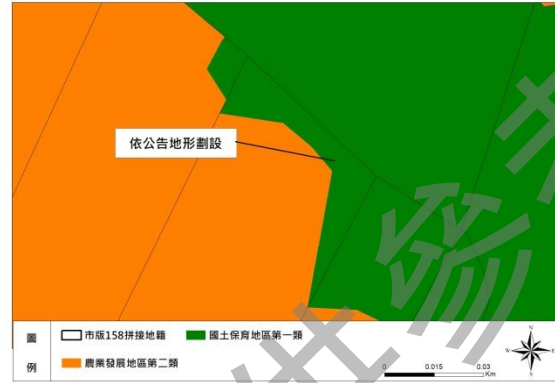 依公告地形劃設
圖例
市版158拼接地籍
國土保育地區第一類
農業發展地區第二類
0 0.015 0.03
Km
N